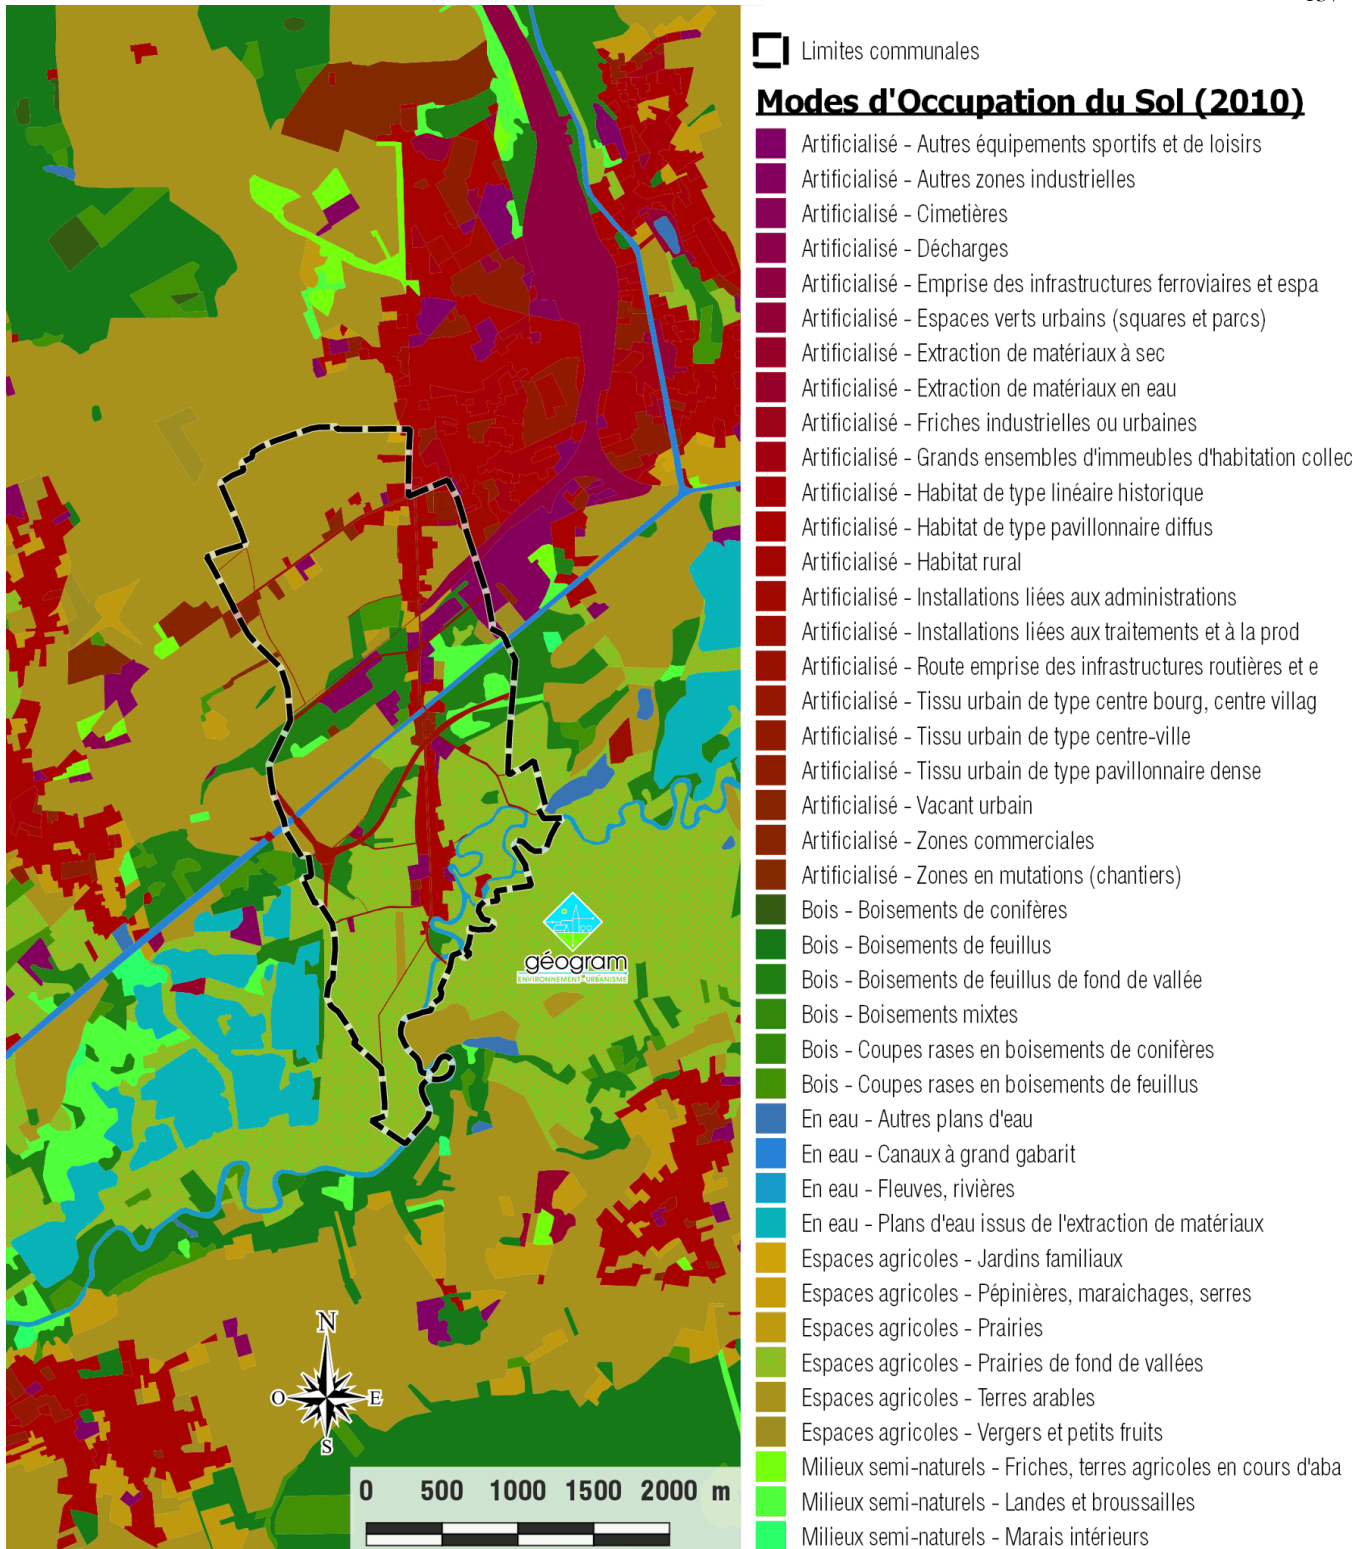 Limites communales
Modes d'Occupation du Sol (2010)
Artificialisé - Autres équipements sportifs et de loisirs
Artificialisé - Autres zones industrielles
Artificialisé - Cimetières
Artificialisé - Décharges
Artificialisé - Emprise des infrastructures ferroviaires et espa
Artificialisé - Espaces verts urbains (squares et parcs)
Artificialisé - Extraction de matériaux à sec
Artificialisé - Extraction de matériaux en eau
Artificialisé - Friches industrielles ou urbaines
Artificialisé - Grands ensembles d'immeubles d'habitation collec
Artificialisé - Habitat de type linéaire historique
Artificialisé - Habitat de type pavillonnaire diffus
Artificialisé - Habitat rural
Artificialisé - Installations liées aux administrations
Artificialisé - Installations liées aux traitements et à la prod
Artificialisé - Route emprise des infrastructures routières et e
Artificialisé - Tissu urbain de type centre bourg, centre villag
Artificialisé - Tissu urbain de type centre-ville
Artificialisé - Tissu urbain de type pavillonnaire dense
Artificialisé - Vacant urbain
Artificialisé - Zones commerciales
Artificialisé - Zones en mutations (chantiers)
Bois - Boisements de conifères
Bois - Boisements de feuillus
Bois - Boisements de feuillus de fond de vallée
Bois - Boisements mixtes
Bois - Coupes rases en boisements de conifères
Bois - Coupes rases en boisements de feuillus
En eau - Autres plans d'eau
En eau - Canaux à grand gabarit
En eau - Fleuves, rivières
En eau - Plans d'eau issus de l'extraction de matériaux
Espaces agricoles - Jardins familiaux
Espaces agricoles - Pépinières, maraichages, serres
Espaces agricoles - Prairies
Espaces agricoles - Prairies de fond de vallées
Espaces agricoles - Terres arables
Espaces agricoles - Vergers et petits fruits
Milieux semi-naturels - Friches, terres agricoles en cours d'aba
Milieux semi-naturels - Landes et broussailles
Milieux semi-naturels - Marais intérieurs
géogram
ENVIRONNEMENT URBANISME
N
O E
S
0 500 1000 1500 2000 m